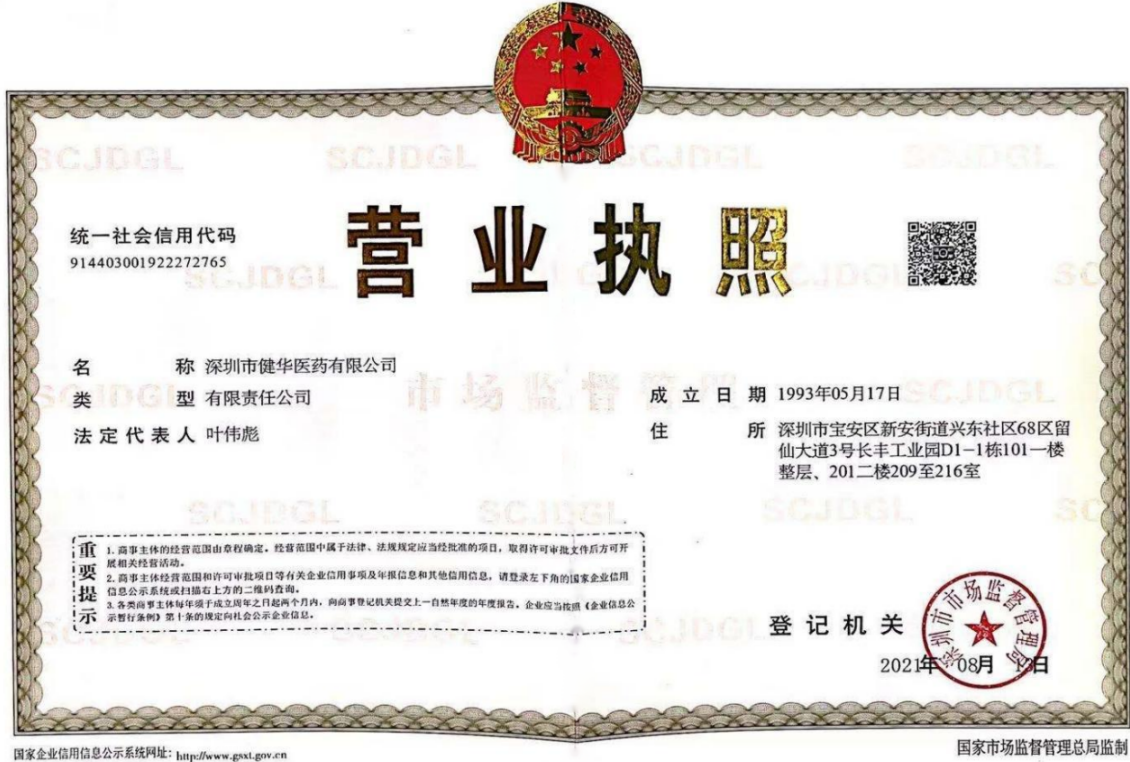 营业执照
统一社会信用代码
914403001922272765
名 称 深圳市健华医药有限公司
类 型 有限责任公司
法定代表人 叶伟彪
成立日期 1993年05月17日
住 所 深圳市宝安区新安街道兴东社区68区留
仙大道3号长丰工业园D1-1栋101一楼
整层、201二楼209至216室
重要提示
1. 商事主体的经营范围由章程确定。经营范围中属于法律、法规规定应当经批准的项目，取得许可审批文件后方可开
展相关经营活动。
2. 商事主体经营范围和许可审批项目等有关企业信用事项及年报信息和其他信用信息，请登录左下角的国家企业信用
信息公示系统或扫描右上方的二维码查询。
3. 各类商事主体每年须于成立周年之日起两个月内，向商事登记机关提交上一自然年度的年度报告。企业应当按照《企业信息公
示暂行条例》第十条的规定向社会公示企业信息。
登记机关
深圳市市场监督管理局
2021年 08月 日
国家企业信用信息公示系统网址：http://www.gsxt.gov.cn
国家市场监督管理总局监制
SCJDGL
市场监督管理